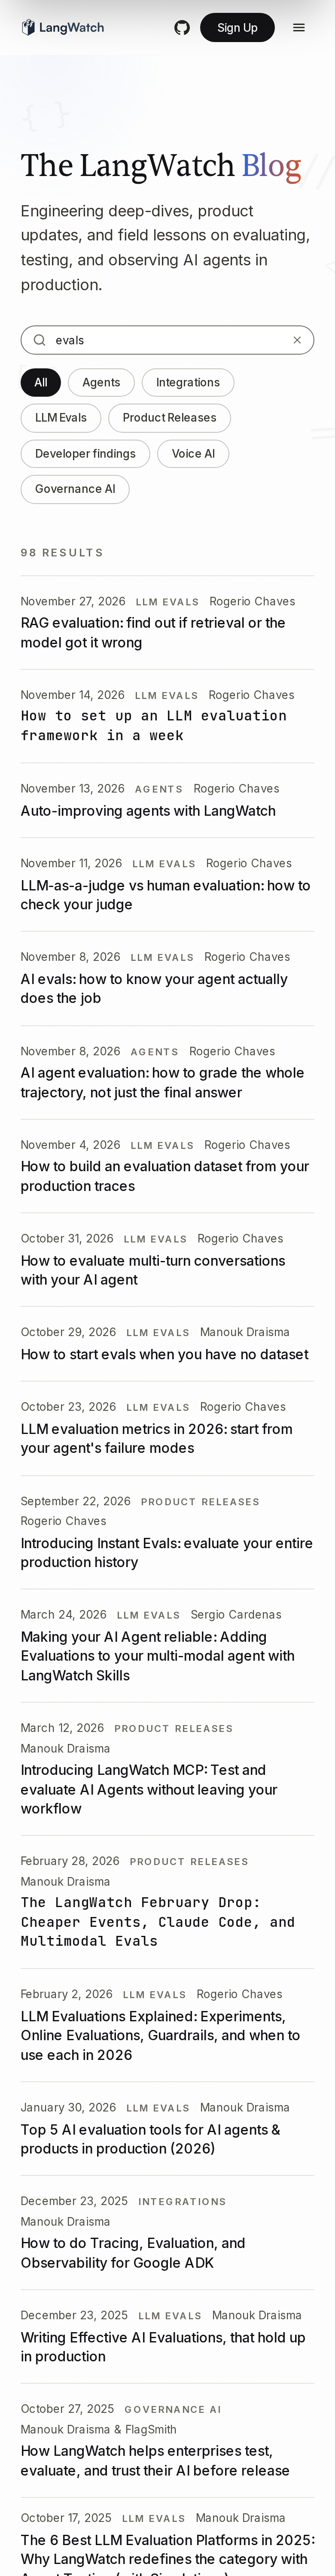 LangWatch
Sign Up
{ }
The LangWatch Blog
//
Engineering deep-dives, product
updates, and field lessons on evaluating,
testing, and observing AI agents in
production.
evals
All
Agents
Integrations
LLM Evals
Product Releases
Developer findings
Voice AI
Governance AI
98 RESULTS
November 27, 2026 LLM EVALS Rogerio Chaves
RAG evaluation: find out if retrieval or the
model got it wrong
November 14, 2026 LLM EVALS Rogerio Chaves
How to set up an LLM evaluation
framework in a week
November 13, 2026 AGENTS Rogerio Chaves
Auto-improving agents with LangWatch
November 11, 2026 LLM EVALS Rogerio Chaves
LLM-as-a-judge vs human evaluation: how to
check your judge
November 8, 2026 LLM EVALS Rogerio Chaves
AI evals: how to know your agent actually
does the job
November 8, 2026 AGENTS Rogerio Chaves
AI agent evaluation: how to grade the whole
trajectory, not just the final answer
November 4, 2026 LLM EVALS Rogerio Chaves
How to build an evaluation dataset from your
production traces
October 31, 2026 LLM EVALS Rogerio Chaves
How to evaluate multi-turn conversations
with your AI agent
October 29, 2026 LLM EVALS Manouk Draisma
How to start evals when you have no dataset
October 23, 2026 LLM EVALS Rogerio Chaves
LLM evaluation metrics in 2026: start from
your agent's failure modes
September 22, 2026 PRODUCT RELEASES
Rogerio Chaves
Introducing Instant Evals: evaluate your entire
production history
March 24, 2026 LLM EVALS Sergio Cardenas
Making your AI Agent reliable: Adding
Evaluations to your multi-modal agent with
LangWatch Skills
March 12, 2026 PRODUCT RELEASES
Manouk Draisma
Introducing LangWatch MCP: Test and
evaluate AI Agents without leaving your
workflow
February 28, 2026 PRODUCT RELEASES
Manouk Draisma
The LangWatch February Drop:
Cheaper Events, Claude Code, and
Multimodal Evals
February 2, 2026 LLM EVALS Rogerio Chaves
LLM Evaluations Explained: Experiments,
Online Evaluations, Guardrails, and when to
use each in 2026
January 30, 2026 LLM EVALS Manouk Draisma
Top 5 AI evaluation tools for AI agents &
products in production (2026)
December 23, 2025 INTEGRATIONS
Manouk Draisma
How to do Tracing, Evaluation, and
Observability for Google ADK
December 23, 2025 LLM EVALS Manouk Draisma
Writing Effective AI Evaluations, that hold up
in production
October 27, 2025 GOVERNANCE AI
Manouk Draisma & FlagSmith
How LangWatch helps enterprises test,
evaluate, and trust their AI before release
October 17, 2025 LLM EVALS Manouk Draisma
The 6 Best LLM Evaluation Platforms in 2025:
Why LangWatch redefines the category with